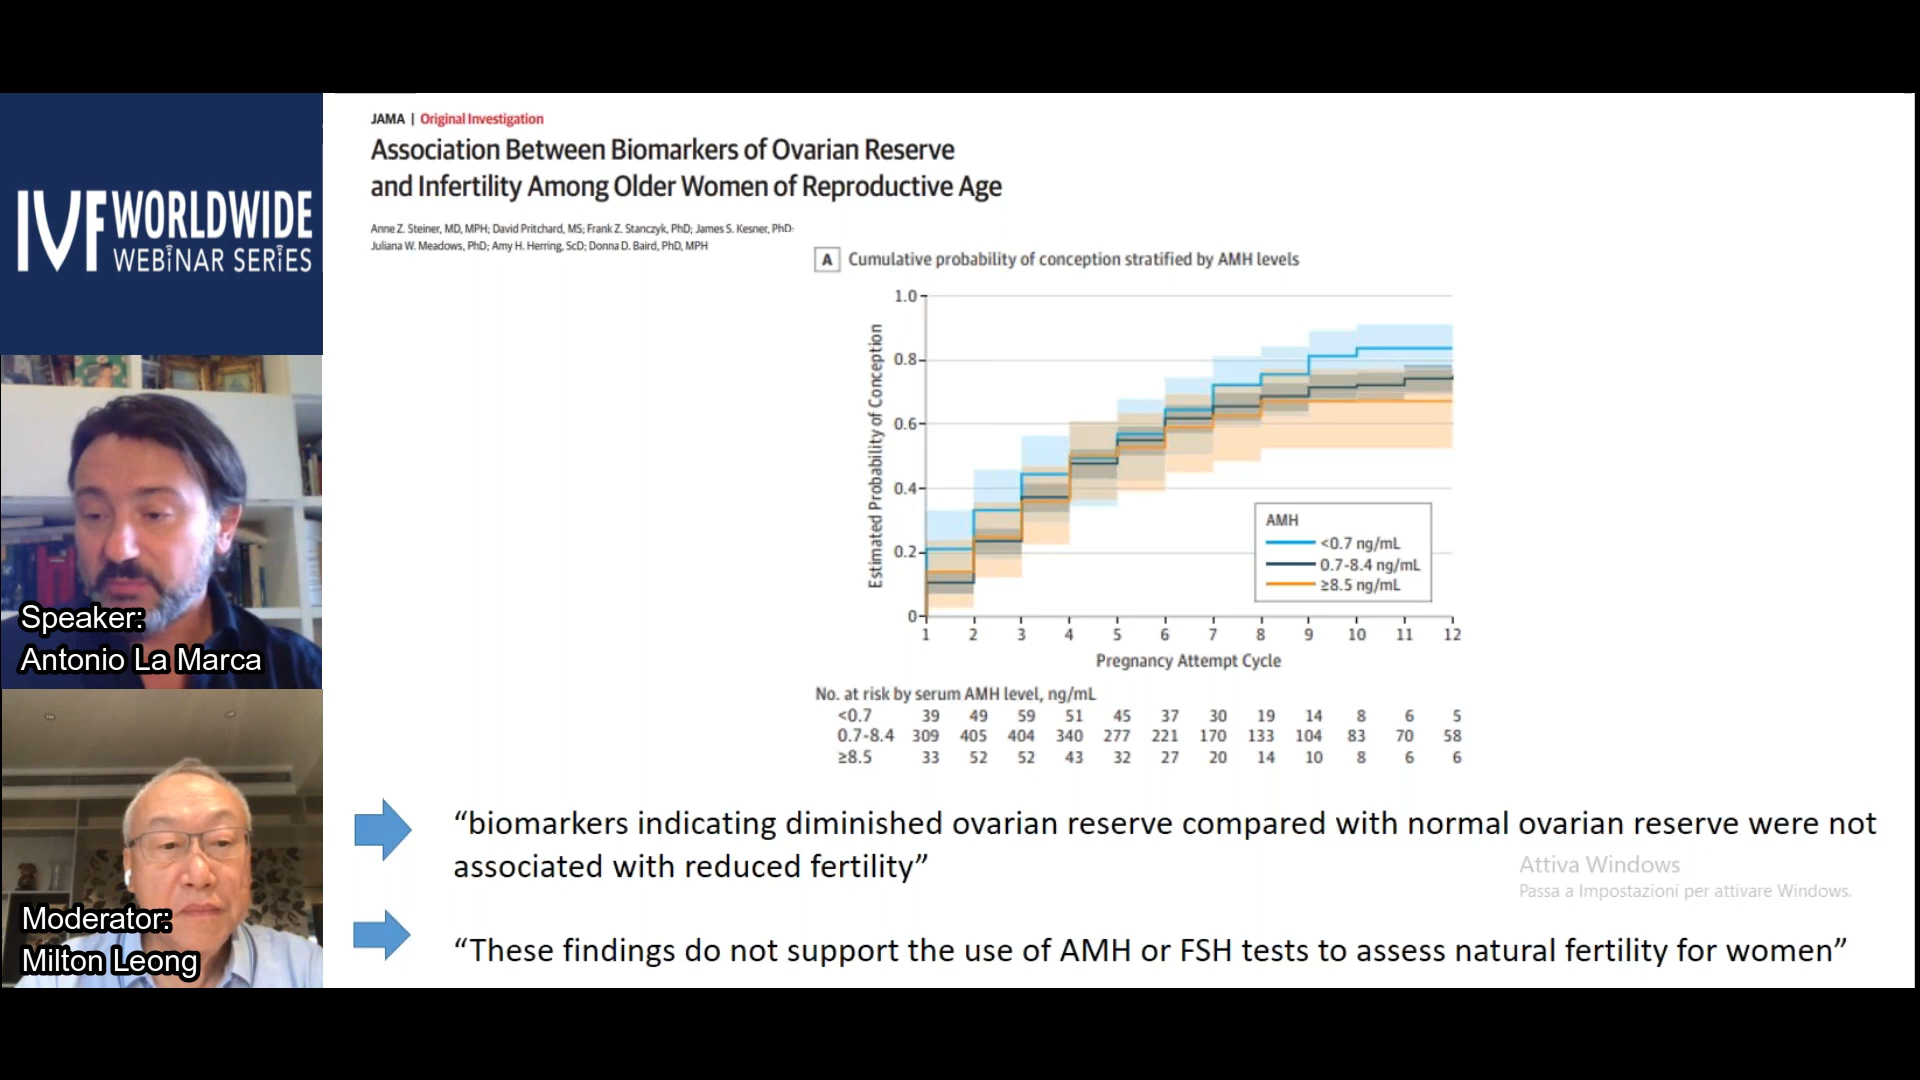 IVF WORLDWIDE
WEBINAR SERIES
Speaker:
Antonio La Marca
Moderator:
Milton Leong
JAMA | Original Investigation
Association Between Biomarkers of Ovarian Reserve
and Infertility Among Older Women of Reproductive Age
Anne Z. Steiner, MD, MPH; David Pritchard, MS; Frank Z. Stanczyk, PhD; James S. Kesner, PhD;
Juliana W. Meadows, PhD; Amy H. Herring, ScD; Donna D. Baird, PhD, MPH
A Cumulative probability of conception stratified by AMH levels
Estimated Probability of Conception
1.0
0.8
0.6
0.4
0.2
0
1 2 3 4 5 6 7 8 9 10 11 12
Pregnancy Attempt Cycle
AMH
<0.7 ng/mL
0.7-8.4 ng/mL
≥8.5 ng/mL
No. at risk by serum AMH level, ng/mL
<0.7 39 49 59 51 45 37 30 19 14 8 6 5
0.7-8.4 309 405 404 340 277 221 170 133 104 83 70 58
≥8.5 33 52 52 43 32 27 20 14 10 8 6 6
“biomarkers indicating diminished ovarian reserve compared with normal ovarian reserve were not
associated with reduced fertility”
Attiva Windows
Passa a Impostazioni per attivare Windows.
“These findings do not support the use of AMH or FSH tests to assess natural fertility for women”